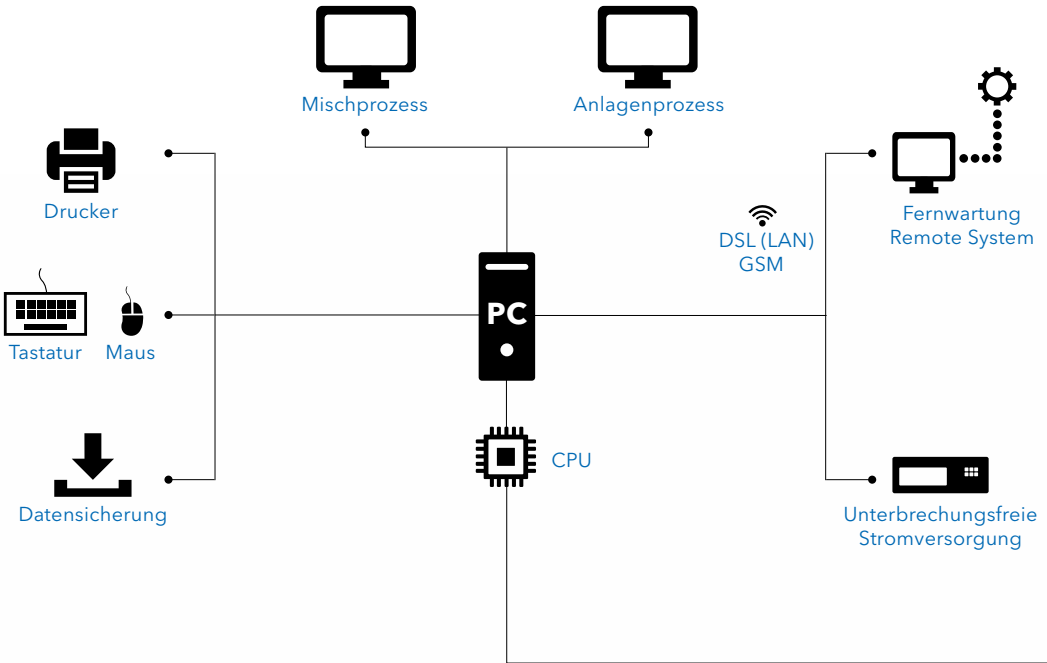 Mischprozess
Anlagenprozess
Drucker
Fernwartung
Remote System
DSL (LAN)
GSM
PC
Tastatur
Maus
CPU
Datensicherung
Unterbrechungsfreie
Stromversorgung